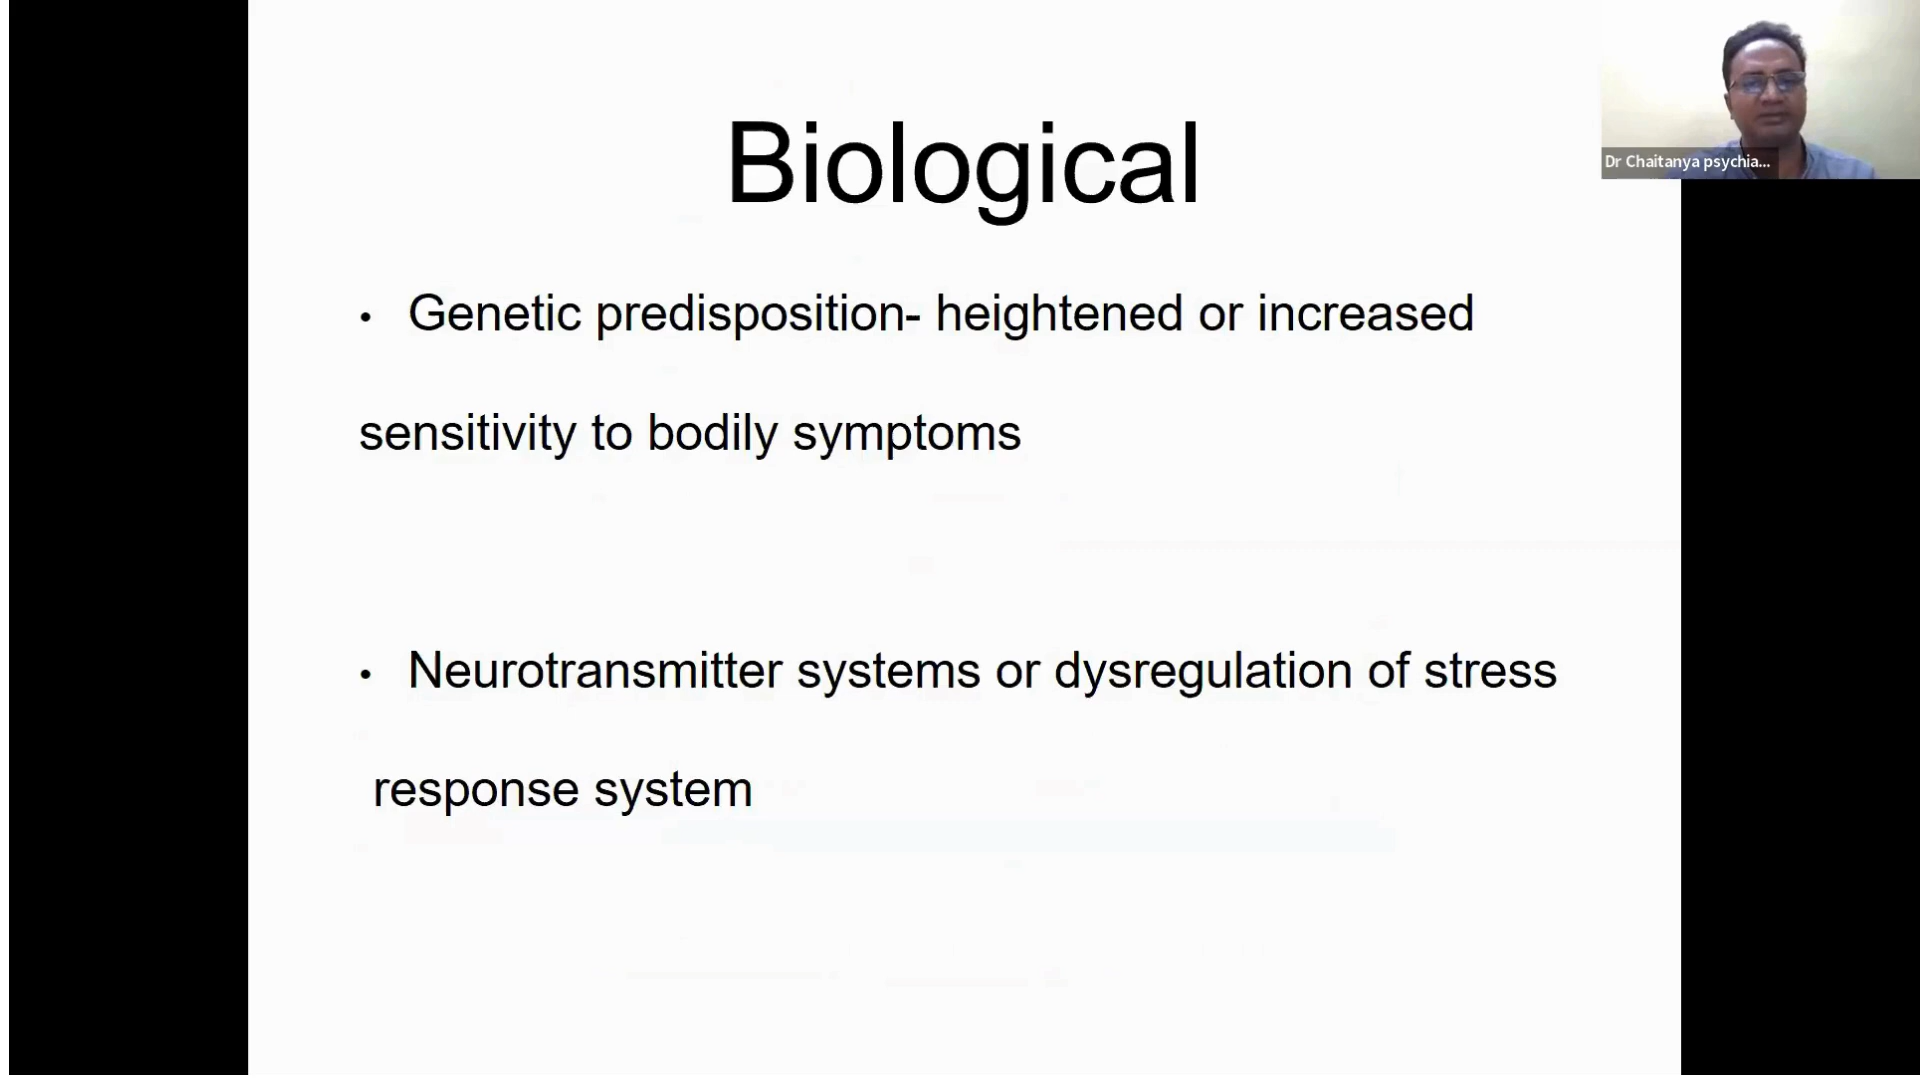 Biological
• Genetic predisposition- heightened or increased
sensitivity to bodily symptoms
• Neurotransmitter systems or dysregulation of stress
response system
Dr Chaitanya psychia...